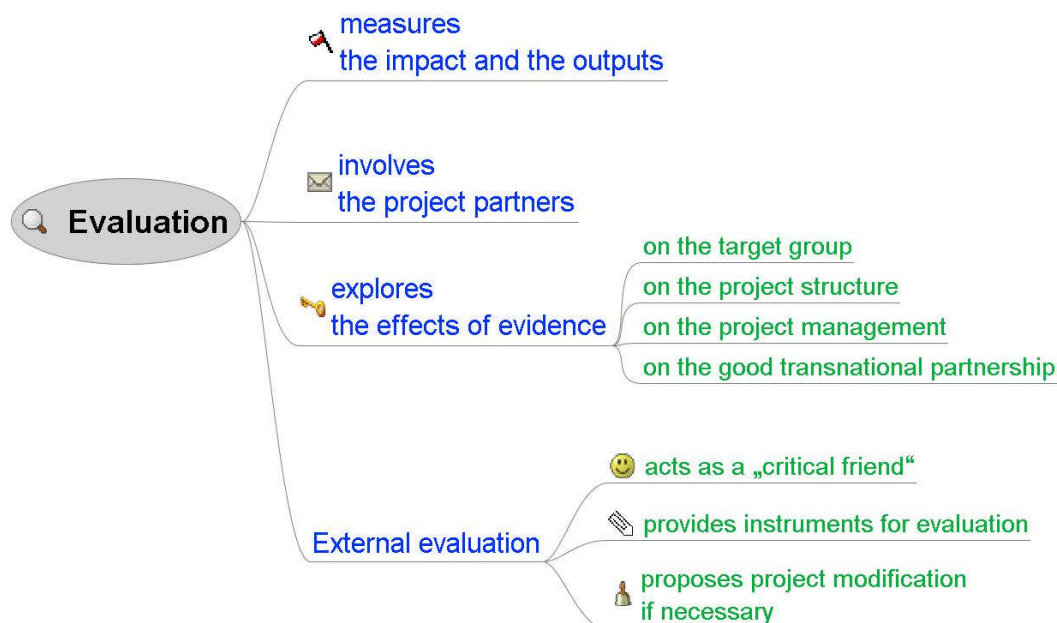 measures
the impact and the outputs
involves
the project partners
Evaluation
explores
the effects of evidence
on the target group
on the project structure
on the project management
on the good transnational partnership
External evaluation
acts as a „critical friend“
provides instruments for evaluation
proposes project modification
if necessary